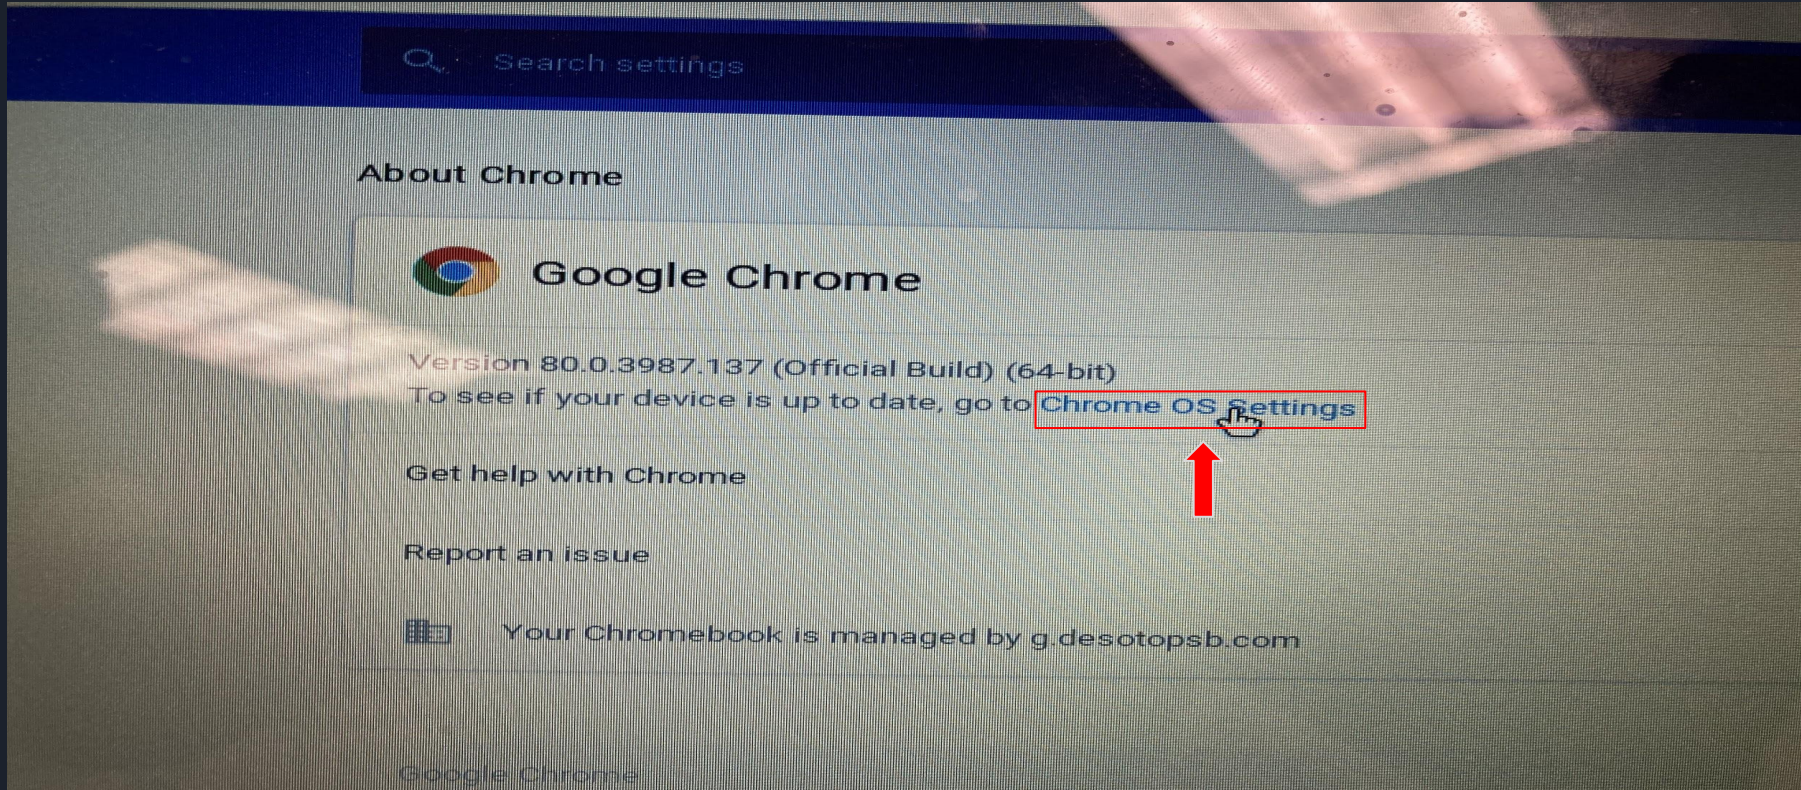 Search settings
About Chrome
Google Chrome
Version 80.0.3987.137 (Official Build) (64-bit)
To see if your device is up to date, go to Chrome OS Settings
Get help with Chrome
Report an issue
Your Chromebook is managed by g.desotopsb.com
Google Chrome